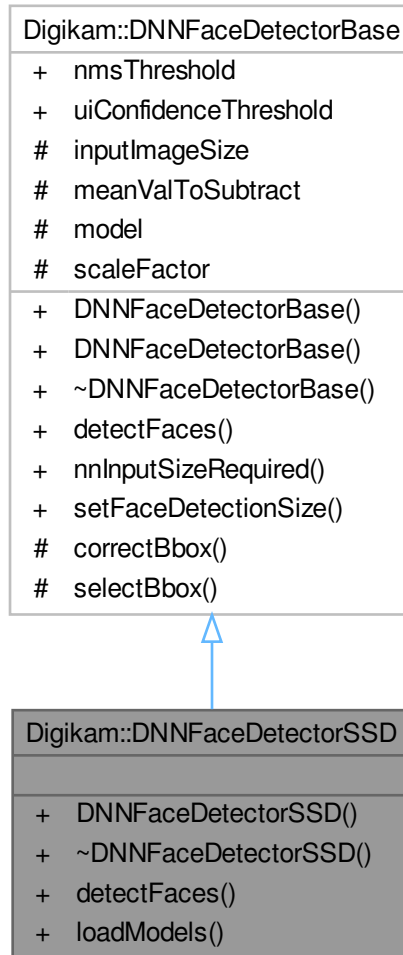 Digikam::DNNFaceDetectorBase
+ nmsThreshold
+ uiConfidenceThreshold
# inputImageSize
# meanValToSubtract
# model
# scaleFactor
+ DNNFaceDetectorBase()
+ DNNFaceDetectorBase()
+ ~DNNFaceDetectorBase()
+ detectFaces()
+ nnInputSizeRequired()
+ setFaceDetectionSize()
# correctBbox()
# selectBbox()
Digikam::DNNFaceDetectorSSD
+ DNNFaceDetectorSSD()
+ ~DNNFaceDetectorSSD()
+ detectFaces()
+ loadModels()